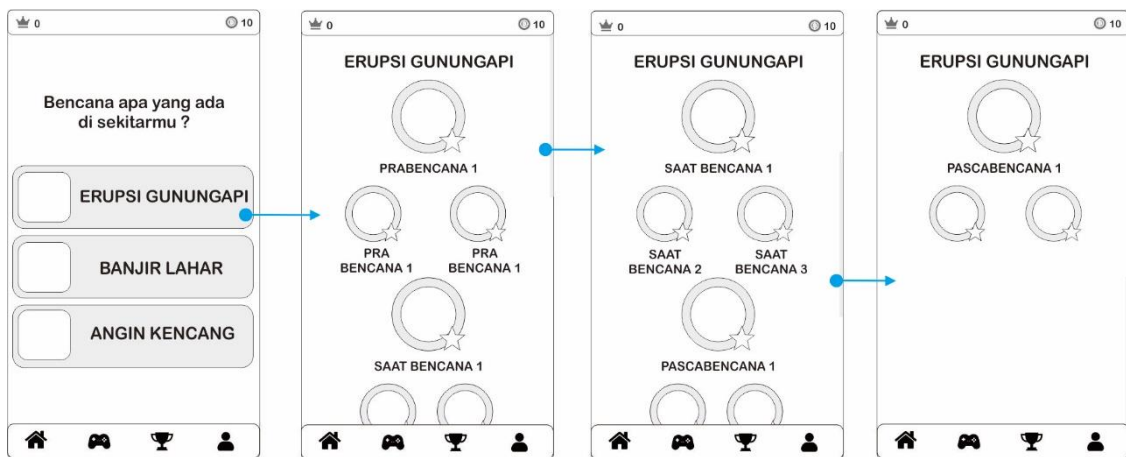 0 10
Bencana apa yang ada
di sekitarmu ?
ERUPSI GUNUNGAPI
BANJIR LAHAR
ANGIN KENCANG
0 10
ERUPSI GUNUNGAPI
PRABENCANA 1
PRA
BENCANA 1
PRA
BENCANA 1
SAAT BENCANA 1
0 10
ERUPSI GUNUNGAPI
SAAT BENCANA 1
SAAT
BENCANA 2
SAAT
BENCANA 3
PASCABENCANA 1
0 10
ERUPSI GUNUNGAPI
PASCABENCANA 1